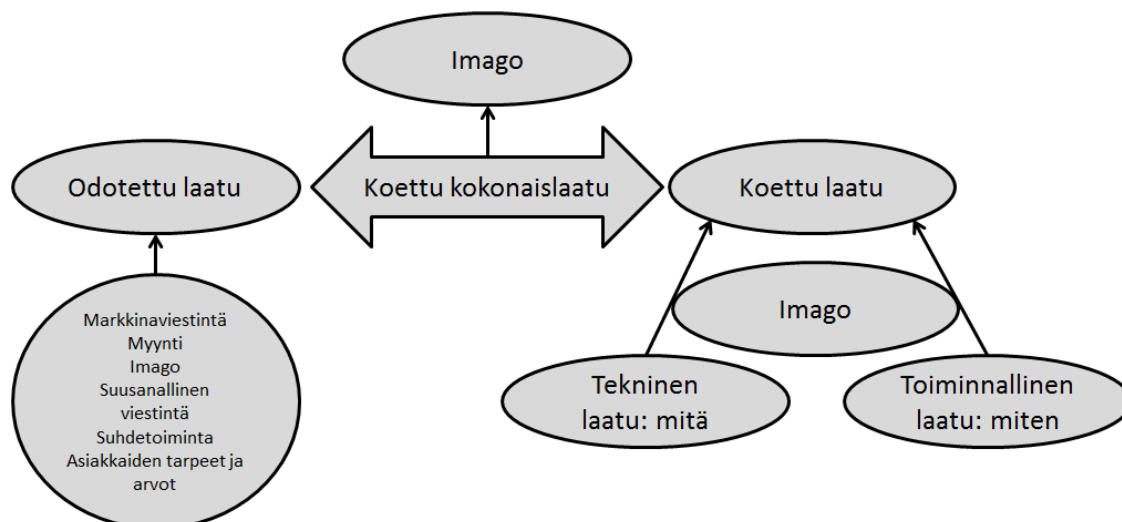 Imago
Odotettu laatu
Koettu kokonaislaatu
Koettu laatu
Markkinaviestintä
Myynti
Imago
Suusanallinen
viestintä
Suhdetoiminta
Asiakkaiden tarpeet ja
arvot
Imago
Tekninen
laatu: mitä
Toiminnallinen
laatu: miten